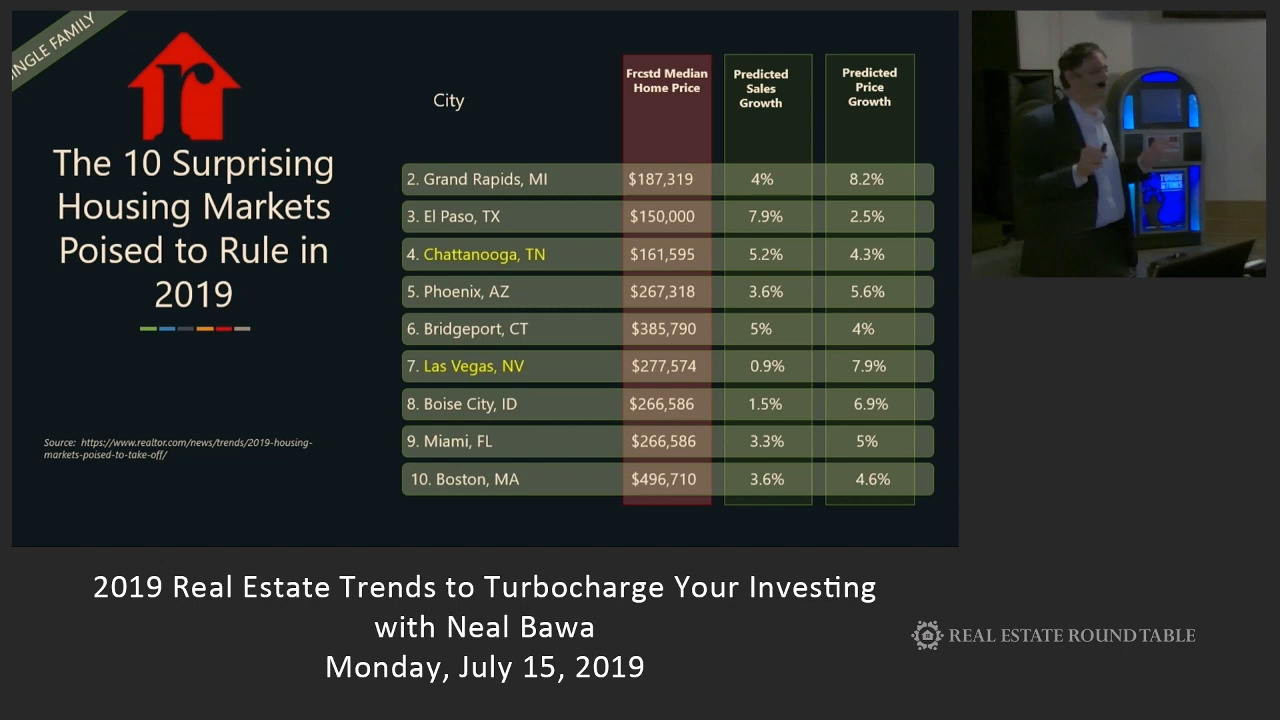 INGLE FAMILY
r
The 10 Surprising
Housing Markets
Poised to Rule in
2019
Source: https://www.realtor.com/news/trends/2019-housing-
markets-poised-to-take-off/
City
Frcstd Median
Home Price
Predicted
Sales
Growth
Predicted
Price
Growth
2. Grand Rapids, MI $187,319 4% 8.2%
3. El Paso, TX $150,000 7.9% 2.5%
4. Chattanooga, TN $161,595 5.2% 4.3%
5. Phoenix, AZ $267,318 3.6% 5.6%
6. Bridgeport, CT $385,790 5% 4%
7. Las Vegas, NV $277,574 0.9% 7.9%
8. Boise City, ID $266,586 1.5% 6.9%
9. Miami, FL $266,586 3.3% 5%
10. Boston, MA $496,710 3.6% 4.6%
2019 Real Estate Trends to Turbocharge Your Investing
with Neal Bawa
Monday, July 15, 2019
REAL ESTATE ROUND TABLE